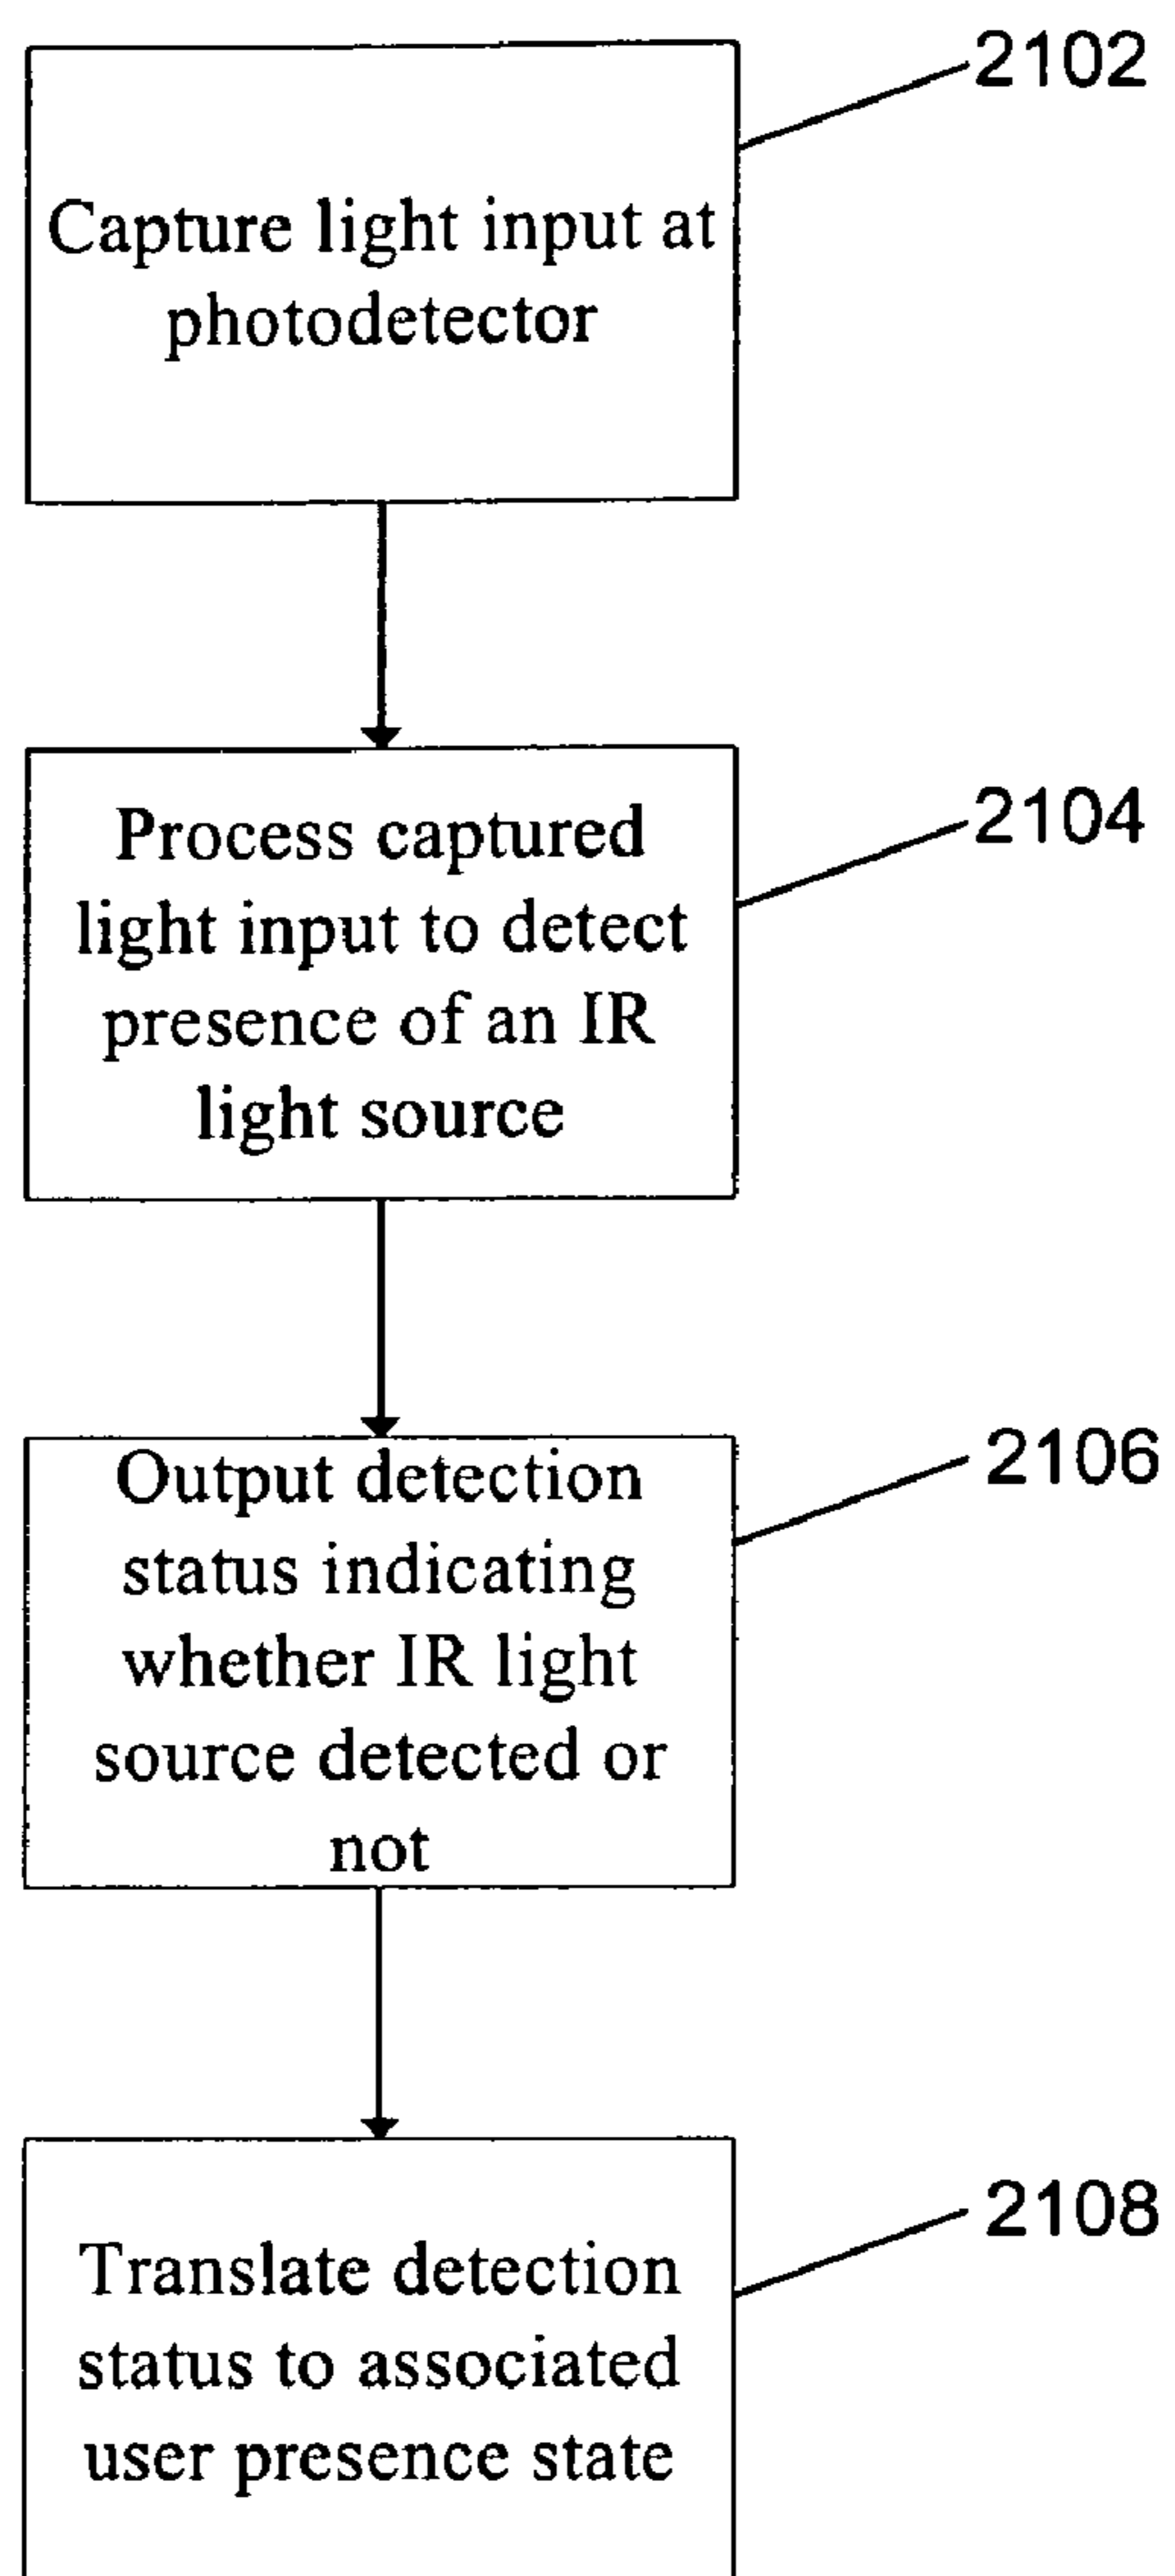 2102
Capture light input at
photodetector
2104
Process captured
light input to detect
presence of an IR
light source
2106
Output detection
status indicating
whether IR light
source detected or
not
2108
Translate detection
status to associated
user presence state